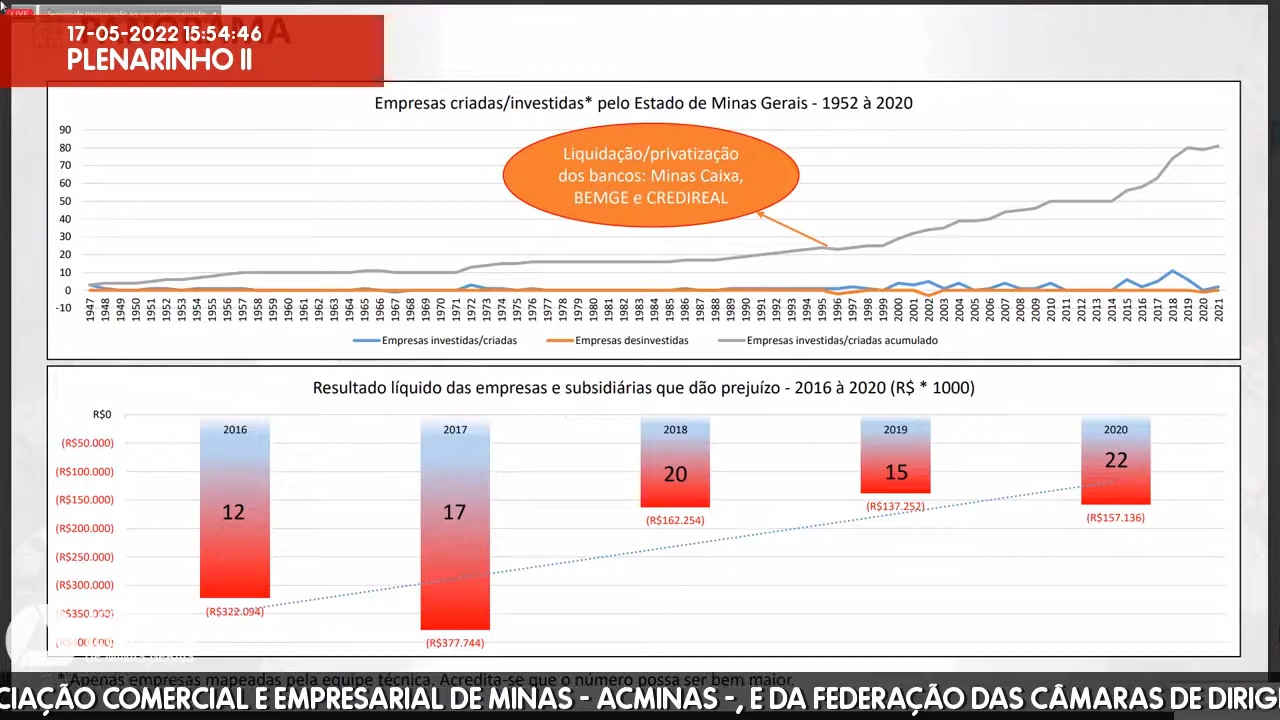 LIVE
17-05-2022 15:54:46
PLENARINHO II
Empresas criadas/investidas* pelo Estado de Minas Gerais - 1952 à 2020
90
80
70
60
50
40
30
20
10
0
-10
Liquidação/privatização
dos bancos: Minas Caixa,
BEMGE e CREDIREAL
1947 1948 1949 1950 1951 1952 1953 1954 1955 1956 1957 1958 1959 1960 1961 1962 1963 1964 1965 1966 1967 1968 1969 1970 1971 1972 1973 1974 1975 1976 1977 1978 1979 1980 1981 1982 1983 1984 1985 1986 1987 1988 1989 1990 1991 1992 1993 1994 1995 1996 1997 1998 1999 2000 2001 2002 2003 2004 2005 2006 2007 2008 2009 2010 2011 2012 2013 2014 2015 2016 2017 2018 2019 2020 2021
Empresas investidas/criadas Empresas desinvestidas Empresas investidas/criadas acumulado
Resultado líquido das empresas e subsidiárias que dão prejuízo - 2016 à 2020 (R$ * 1000)
R$0
(R$50.000)
(R$100.000)
(R$150.000)
(R$200.000)
(R$250.000)
(R$300.000)
(R$350.000)
(R$400.000)
2016 2017 2018 2019 2020
12 17 20 15 22
(R$322.094) (R$377.744) (R$162.254) (R$137.252) (R$157.136)
* Apenas empresas mapeadas pela equipe técnica. Acredita-se que o número possa ser bem maior.
CIAÇÃO COMERCIAL E EMPRESARIAL DE MINAS - ACMINAS -, E DA FEDERAÇÃO DAS CÂMARAS DE DIRIG